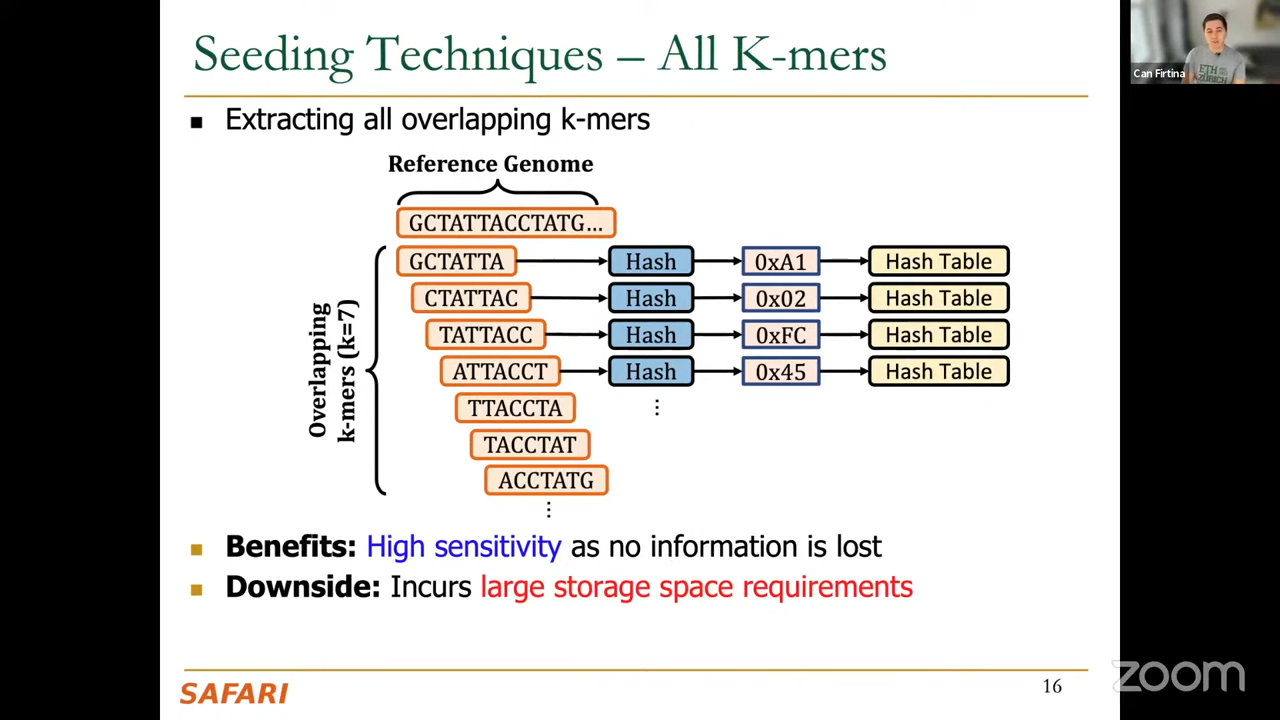 Seeding Techniques – All K-mers
Can Firtina
ETH
ZÜRICH
■ Extracting all overlapping k-mers
Reference Genome
GCTATTACCTATG...
Overlapping
k-mers (k=7)
GCTATTA Hash 0xA1 Hash Table
CTATTAC Hash 0x02 Hash Table
TATTACC Hash 0xFC Hash Table
ATTACCT Hash 0x45 Hash Table
TTACCTA
TACCTAT
ACCTATG
■ Benefits: High sensitivity as no information is lost
■ Downside: Incurs large storage space requirements
SAFARI
16
zoom